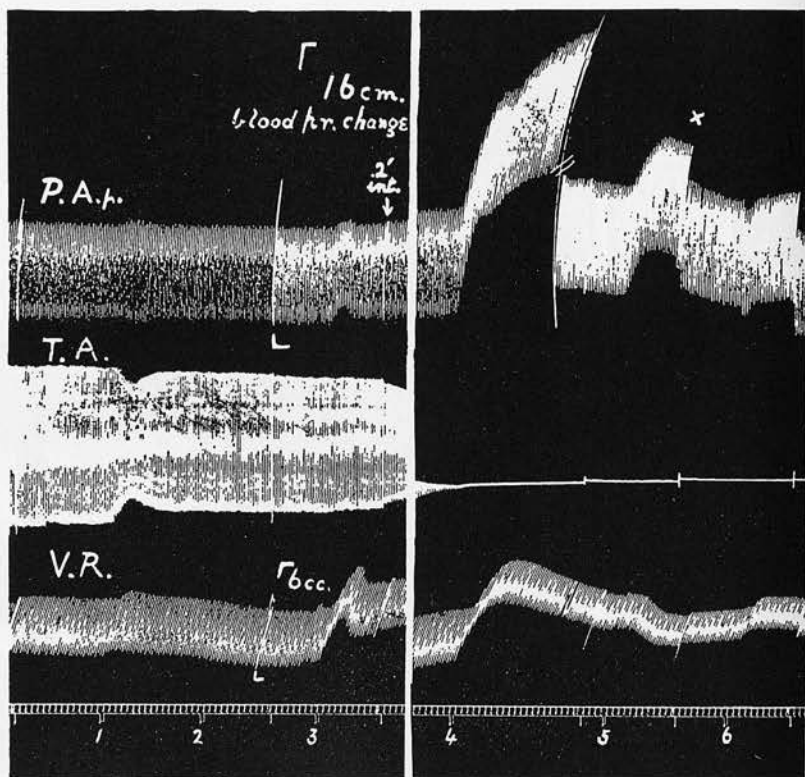 16 cm.
blood pr. change
P.A.p.
2'
int.
x
T.A.
V.R.
6cc.
1 2 3 4 5 6